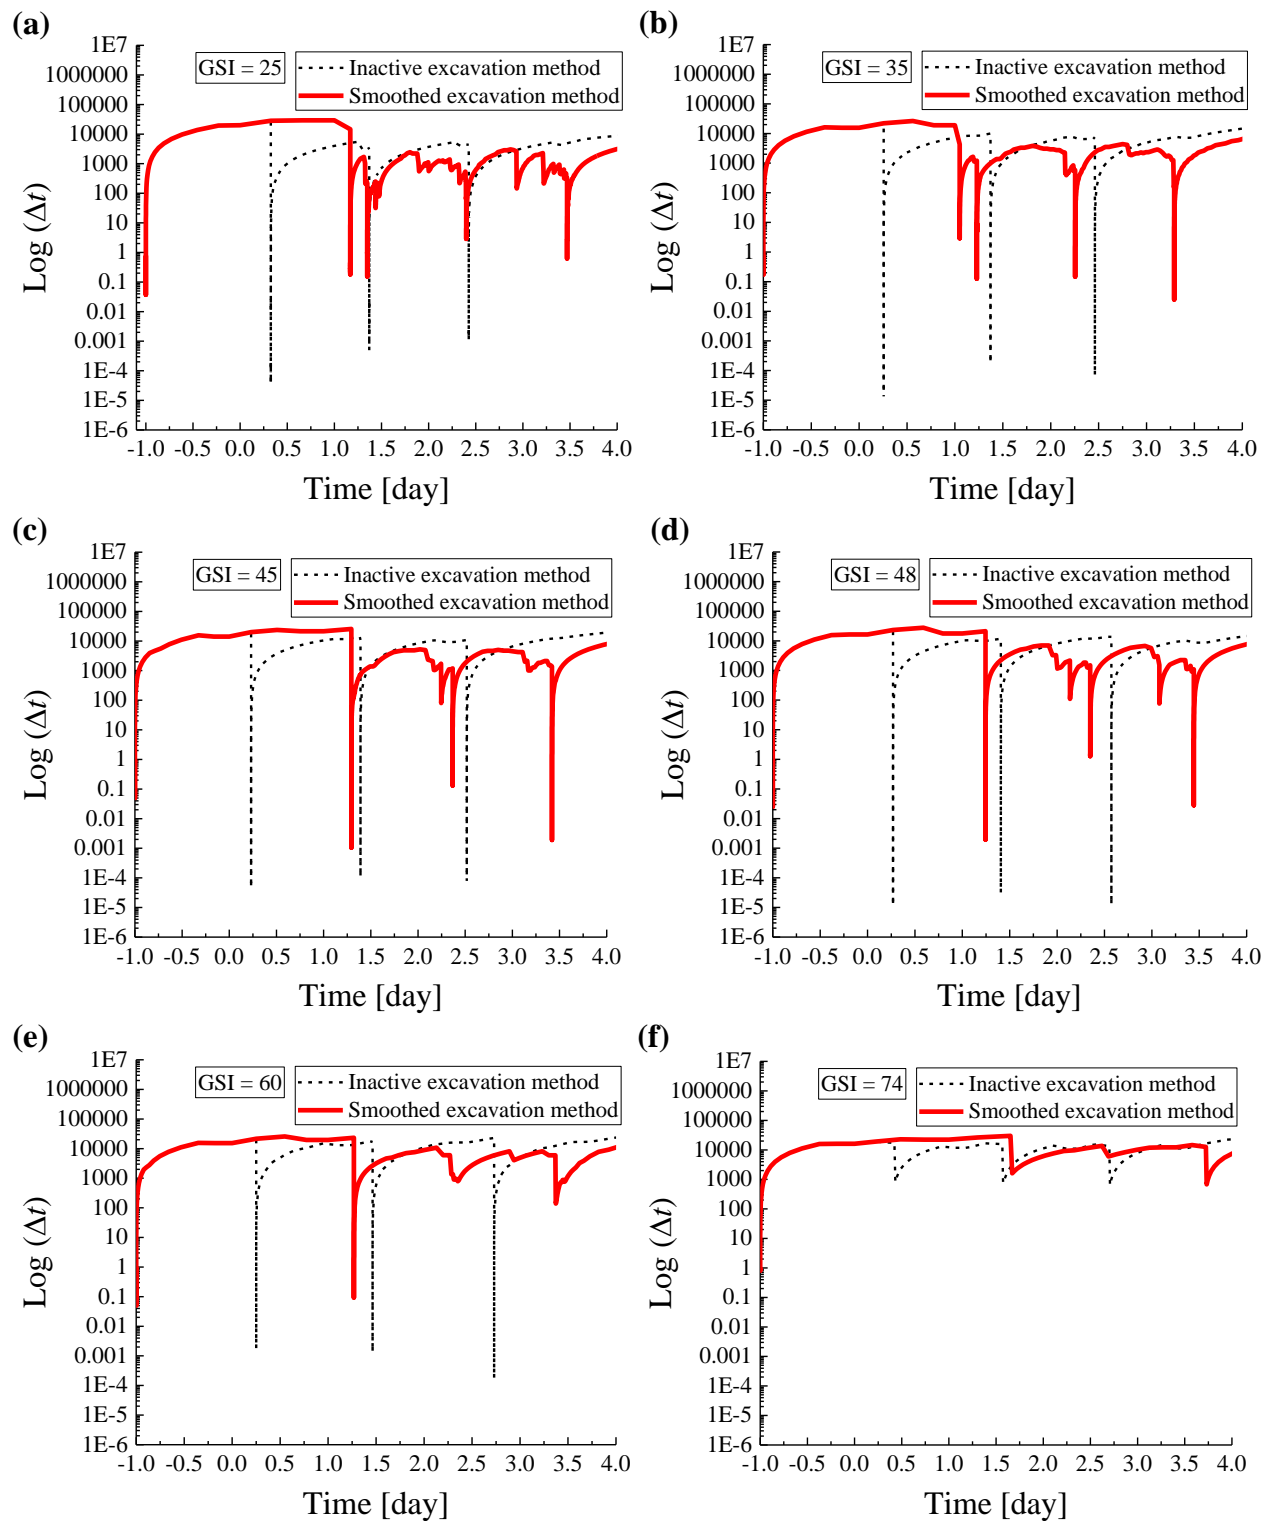 (a)
1E7
1000000
100000
10000
1000
100
10
1
0.1
0.01
0.001
1E-4
1E-5
1E-6
Log (Δt)
GSI = 25
Inactive excavation method
Smoothed excavation method
-1.0 -0.5 0.0 0.5 1.0 1.5 2.0 2.5 3.0 3.5 4.0
Time [day]
(b)
1E7
1000000
100000
10000
1000
100
10
1
0.1
0.01
0.001
1E-4
1E-5
1E-6
Log (Δt)
GSI = 35
Inactive excavation method
Smoothed excavation method
-1.0 -0.5 0.0 0.5 1.0 1.5 2.0 2.5 3.0 3.5 4.0
Time [day]
(c)
1E7
1000000
100000
10000
1000
100
10
1
0.1
0.01
0.001
1E-4
1E-5
1E-6
Log (Δt)
GSI = 45
Inactive excavation method
Smoothed excavation method
-1.0 -0.5 0.0 0.5 1.0 1.5 2.0 2.5 3.0 3.5 4.0
Time [day]
(d)
1E7
1000000
100000
10000
1000
100
10
1
0.1
0.01
0.001
1E-4
1E-5
1E-6
Log (Δt)
GSI = 48
Inactive excavation method
Smoothed excavation method
-1.0 -0.5 0.0 0.5 1.0 1.5 2.0 2.5 3.0 3.5 4.0
Time [day]
(e)
1E7
1000000
100000
10000
1000
100
10
1
0.1
0.01
0.001
1E-4
1E-5
1E-6
Log (Δt)
GSI = 60
Inactive excavation method
Smoothed excavation method
-1.0 -0.5 0.0 0.5 1.0 1.5 2.0 2.5 3.0 3.5 4.0
Time [day]
(f)
1E7
1000000
100000
10000
1000
100
10
1
0.1
0.01
0.001
1E-4
1E-5
1E-6
Log (Δt)
GSI = 74
Inactive excavation method
Smoothed excavation method
-1.0 -0.5 0.0 0.5 1.0 1.5 2.0 2.5 3.0 3.5 4.0
Time [day]